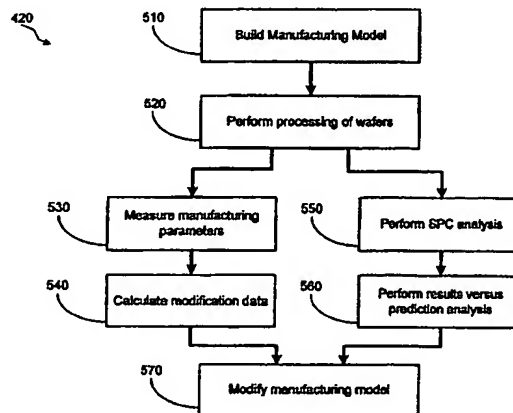 420
510
Build Manufacturing Model
520
Perform processing of wafers
530
Measure manufacturing
parameters
550
Perform SPC analysis
540
Calculate modification data
560
Perform results versus
prediction analysis
570
Modify manufacturing model